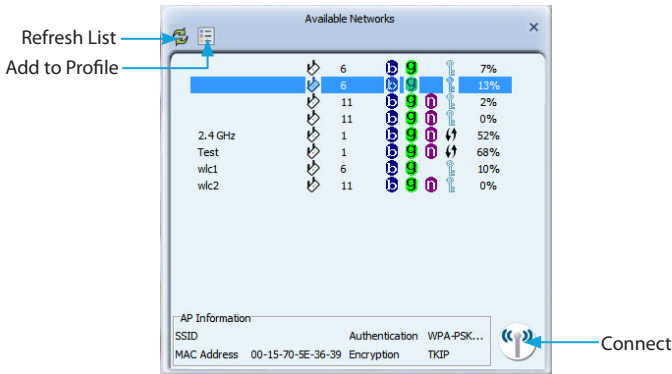 Available Networks
Refresh List
Add to Profile
6 b g 7%
6 b g 13%
11 b g n 2%
11 b g n 0%
2.4 GHz 1 b g n 52%
Test 1 b g n 68%
wlc1 6 b g 10%
wlc2 11 b g n 0%
AP Information
SSID Authentication WPA-PSK...
MAC Address 00-15-70-5E-36-39 Encryption TKIP
Connect